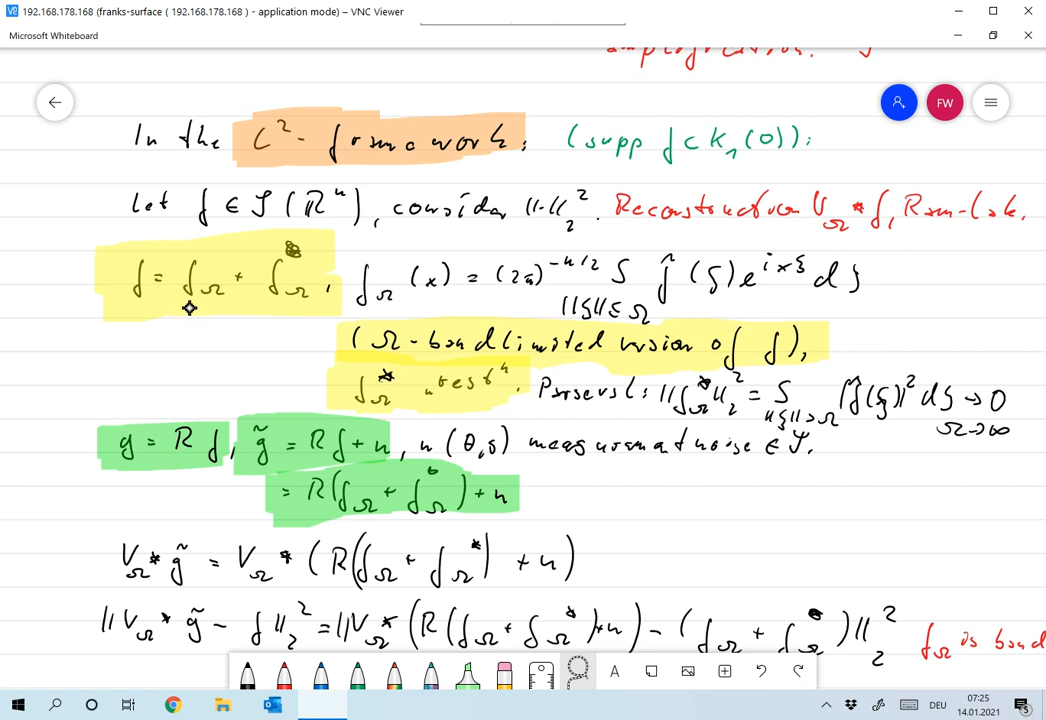 192.168.178.168 (franks-surface ( 192.168.178.168 ) - application mode) – VNC Viewer
Microsoft Whiteboard
FW
In the L² - framework, (supp f ⊂ K₁(0)):
Let f ∈ S(ℝⁿ), consider ||·||₂². Reconstruction V_Ω * f, Ram-Lak.
f = f_Ω + f_Ω^*, f_Ω(x) = (2π)^{-n/2} ∫_{||ξ||≤Ω} f̂(ξ) e^{ixξ} dξ
(Ω-bandlimited version of f),
f_Ω^* "rest". Parseval: ||f_Ω^*||₂² = ∫_{||ξ||>Ω} |f̂(ξ)|² dξ → 0
Ω→∞
g = R f, g̃ = R f + n, n(θ,s) measurement noise ∈ S.
= R(f_Ω + f_Ω^*) + n
V_Ω * g̃ = V_Ω * (R(f_Ω + f_Ω^*) + n)
||V_Ω * g̃ - f||₂² = ||V_Ω * (R(f_Ω + f_Ω^*) + n) - (f_Ω + f_Ω^*)||₂² f_Ω is band
A
DEU
07:25
14.01.2021
5